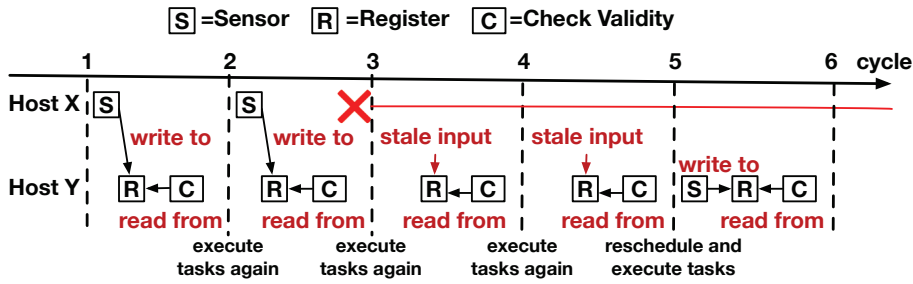 S =Sensor R =Register C =Check Validity
1 2 3 4 5 6 cycle
Host X S S
write to write to stale input stale input write to
Host Y R C R C R C R C S R C
read from read from read from read from read from
execute tasks again
execute tasks again
execute tasks again
reschedule and execute tasks